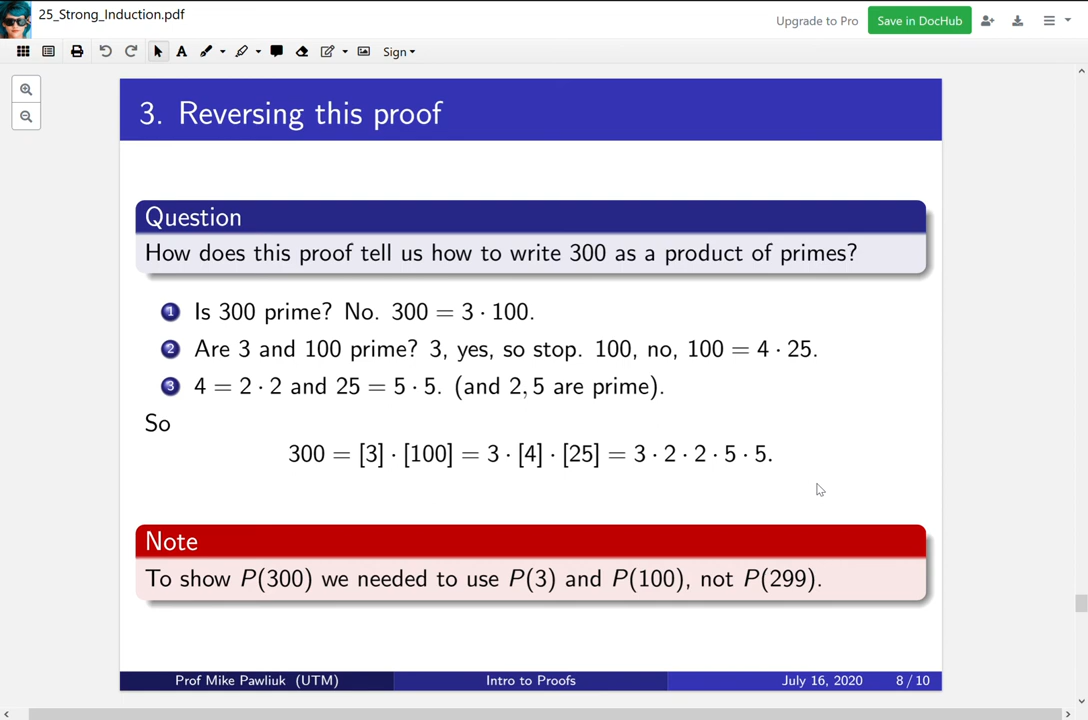 25_Strong_Induction.pdf
Upgrade to Pro
Save in DocHub
A
Sign
3. Reversing this proof
Question
How does this proof tell us how to write 300 as a product of primes?
1 Is 300 prime? No. 300 = 3 · 100.
2 Are 3 and 100 prime? 3, yes, so stop. 100, no, 100 = 4 · 25.
3 4 = 2 · 2 and 25 = 5 · 5. (and 2, 5 are prime).
So
300 = [3] · [100] = 3 · [4] · [25] = 3 · 2 · 2 · 5 · 5.
Note
To show P(300) we needed to use P(3) and P(100), not P(299).
Prof Mike Pawliuk (UTM) Intro to Proofs July 16, 2020 8 / 10